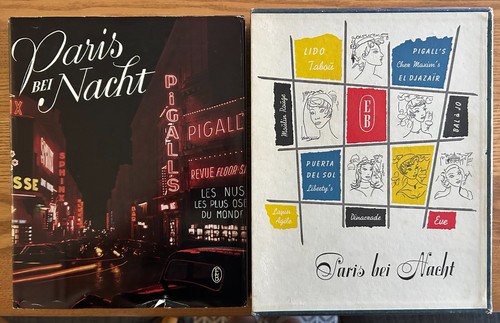 Paris
BEI Nacht
PIGALLS
PIGALL'
SPHINX
SSE
REVUE FLOOR-S
LES NUS
LES PLUS OSÉ
DU MONDE
EB
LIDO
Tabou
PIGALL'S
Chez Maxim's
EL DJAZAÏR
Moulin Rouge
EB
BAL à JO
PUERTA
DEL SOL
Liberty's
Lapin
Agile
Dinarzade
Eve
Paris bei Nacht